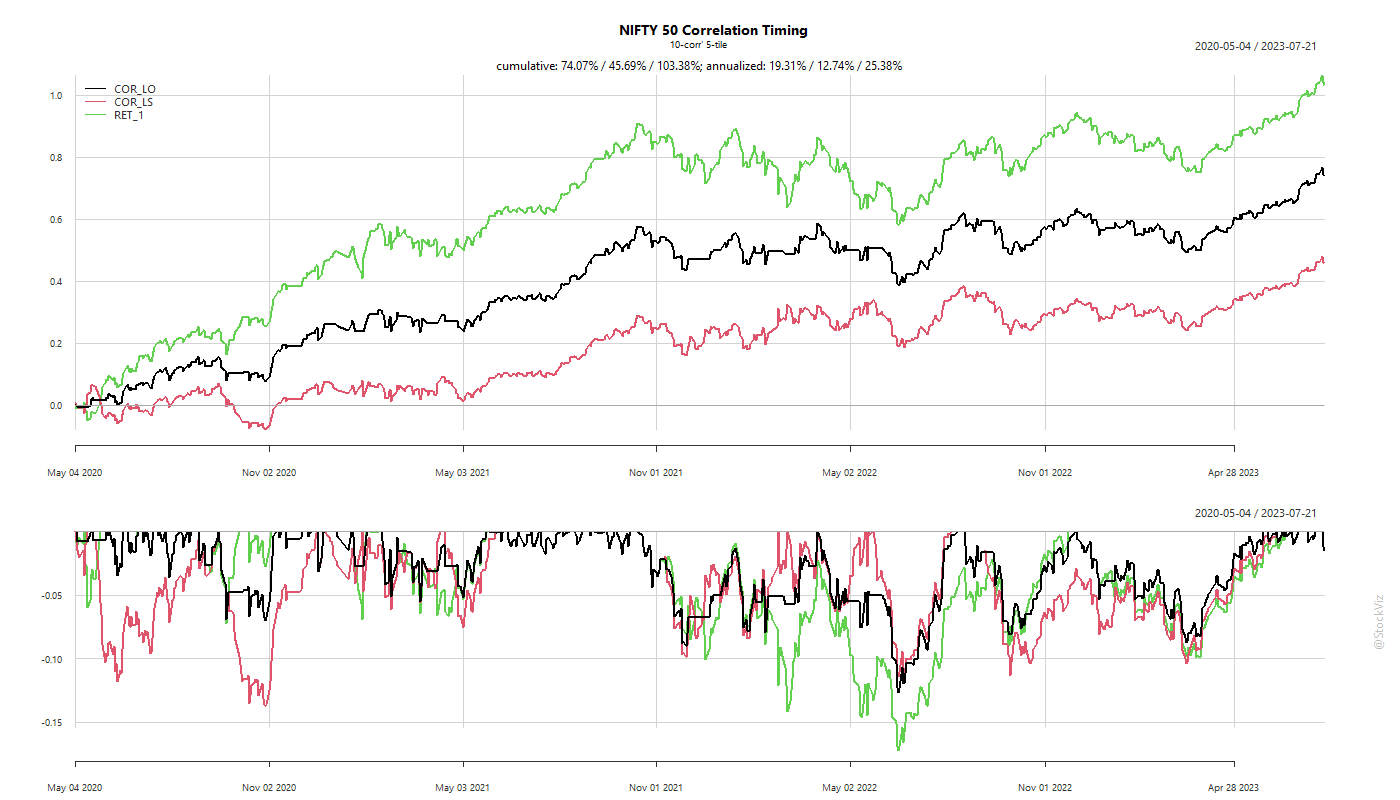 NIFTY 50 Correlation Timing
10-corr' 5-tile
2020-05-04 / 2023-07-21
cumulative: 74.07% / 45.69% / 103.38%; annualized: 19.31% / 12.74% / 25.38%
COR_LO
COR_LS
RET_1
1.0
0.8
0.6
0.4
0.2
0.0
May 04 2020 Nov 02 2020 May 03 2021 Nov 01 2021 May 02 2022 Nov 01 2022 Apr 28 2023
2020-05-04 / 2023-07-21
-0.05
-0.10
-0.15
@StockViz
May 04 2020 Nov 02 2020 May 03 2021 Nov 01 2021 May 02 2022 Nov 01 2022 Apr 28 2023